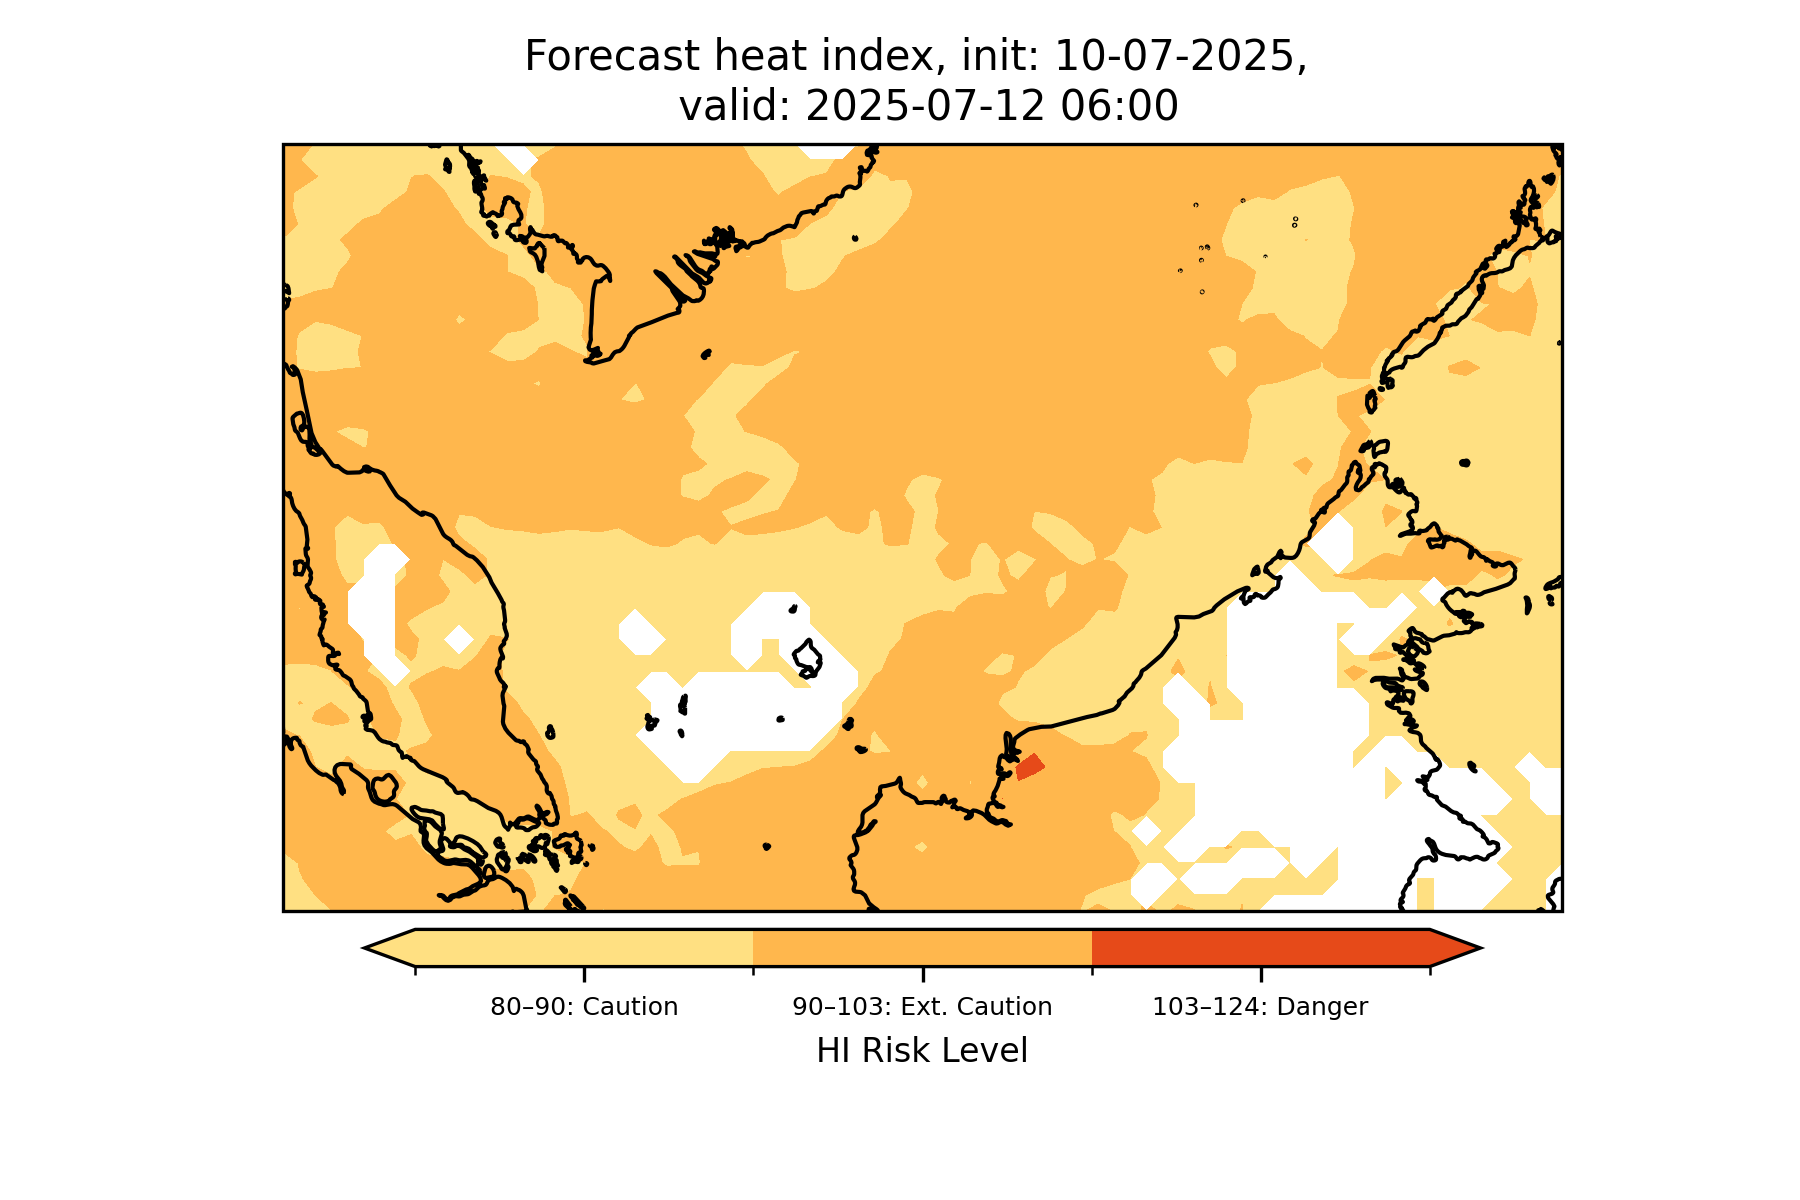 Forecast heat index, init: 10-07-2025,
valid: 2025-07-12 06:00
80–90: Caution
90–103: Ext. Caution
103–124: Danger
HI Risk Level